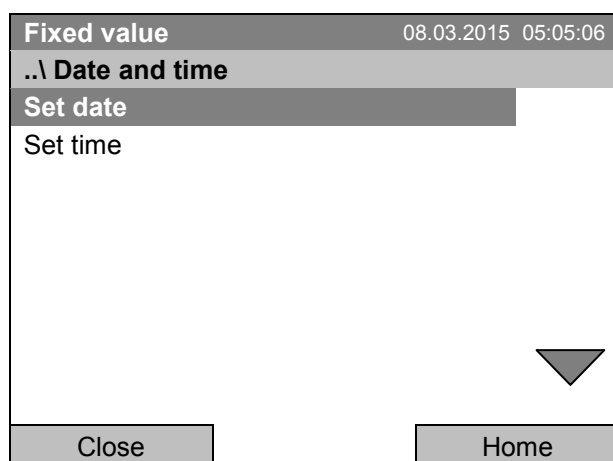 Fixed value 08.03.2015 05:05:06
..\ Date and time
Set date
Set time
Close Home